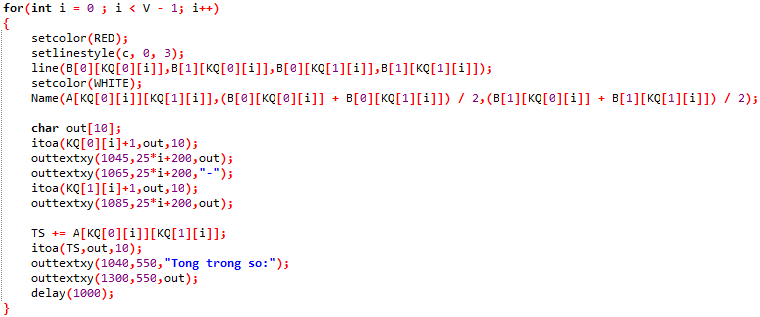 for(int i = 0 ; i < V - 1; i++)
{
    setcolor(RED);
    setlinestyle(c, 0, 3);
    line(B[0][KQ[0][i]],B[1][KQ[0][i]],B[0][KQ[1][i]],B[1][KQ[1][i]]);
    setcolor(WHITE);
    Name(A[KQ[0][i]][KQ[1][i]],(B[0][KQ[0][i]] + B[0][KQ[1][i]]) / 2,(B[1][KQ[0][i]] + B[1][KQ[1][i]]) / 2);
    char out[10];
    itoa(KQ[0][i]+1,out,10);
    outtextxy(1045,25*i+200,out);
    outtextxy(1065,25*i+200,"-");
    itoa(KQ[1][i]+1,out,10);
    outtextxy(1085,25*i+200,out);
    TS += A[KQ[0][i]][KQ[1][i]];
    itoa(TS,out,10);
    outtextxy(1040,550,"Tong trong so:");
    outtextxy(1300,550,out);
    delay(1000);
}